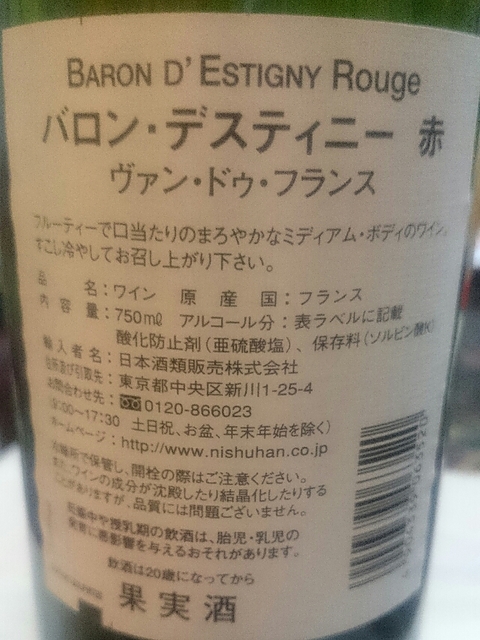 BARON D' ESTIGNY Rouge
バロン・デスティニー 赤
ヴァン・ドゥ・フランス
フルーティーで口当たりのまろやかなミディアム・ボディのワイン。
すこし冷やしてお召し上がり下さい。
品 名：ワイン 原 産 国：フランス
内 容 量：750㎖ アルコール分：表ラベルに記載
酸化防止剤（亜硫酸塩）、保存料（ソルビン酸K）
輸 入 者 名：日本酒類販売株式会社
住所及び引取先：東京都中央区新川1-25-4
お問合わせ先：0120-866023
（9:00〜17:30 土日祝、お盆、年末年始を除く）
ホームページ：http://www.nishuhan.co.jp
冷暗所で保管し、開栓の際はご注意ください。
またワインの成分が沈殿したり結晶化したりする
ことがありますが、品質には問題ございません。
妊娠中や授乳期の飲酒は、胎児・乳児の
発育に悪影響を与えるおそれがあります。
飲酒は20歳になってから
果実酒